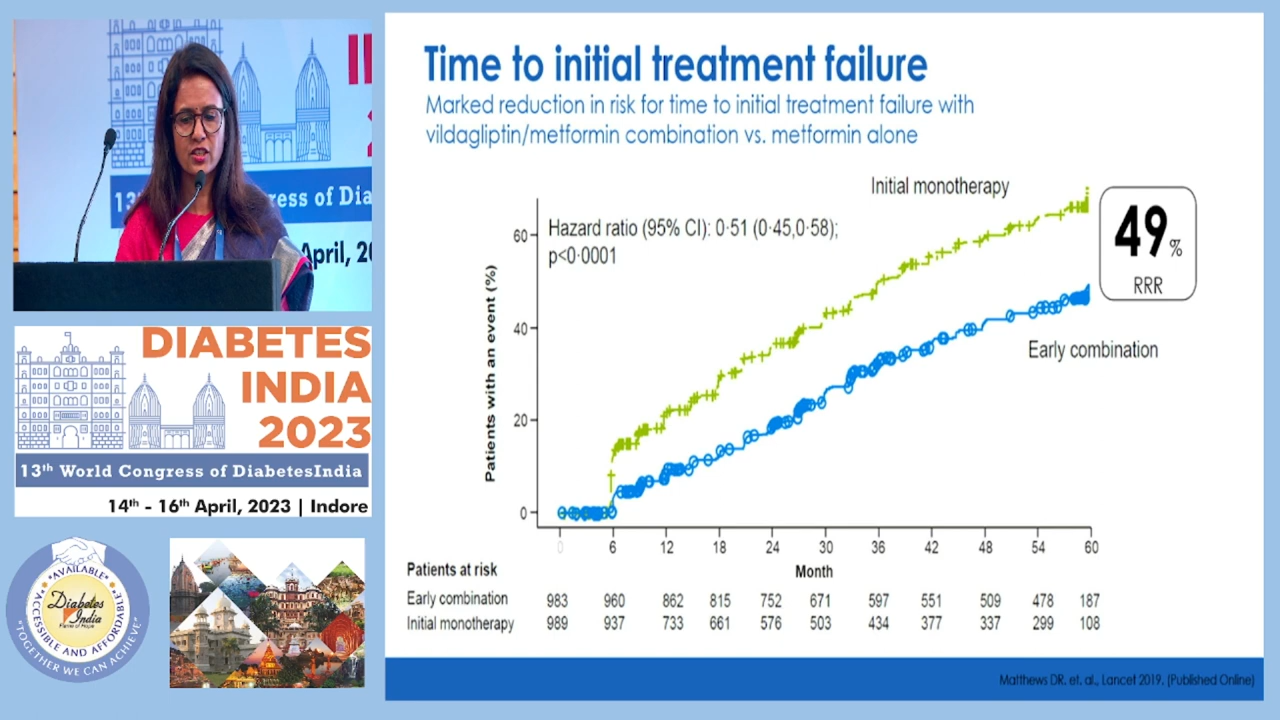 13
ress of Dia
April, 20
DIABETES
INDIA
2023
13th World Congress of DiabetesIndia
14th - 16th April, 2023 | Indore
"AVAILABLE"
"ACCESSIBLE AND AFFORDABLE"
Diabetes
India
"TOGETHER WE CAN ACHIEVE"
Time to initial treatment failure
Marked reduction in risk for time to initial treatment failure with
vildagliptin/metformin combination vs. metformin alone
Initial monotherapy
Hazard ratio (95% CI): 0·51 (0·45,0·58);
p<0·0001
49%
RRR
Early combination
Patients with an event (%)
60
40
20
0
0 6 12 18 24 30 36 42 48 54 60
Month
Patients at risk
Early combination 983 960 862 815 752 671 597 551 509 478 187
Initial monotherapy 989 937 733 661 576 503 434 377 337 299 108
Matthews DR. et. al., Lancet 2019. (Published Online)